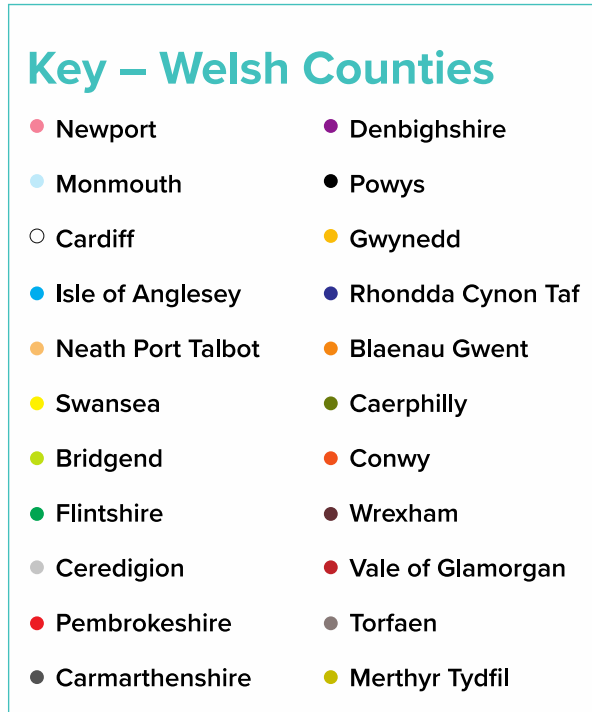 Key – Welsh Counties
Newport
Monmouth
Cardiff
Isle of Anglesey
Neath Port Talbot
Swansea
Bridgend
Flintshire
Ceredigion
Pembrokeshire
Carmarthenshire
Denbighshire
Powys
Gwynedd
Rhondda Cynon Taf
Blaenau Gwent
Caerphilly
Conwy
Wrexham
Vale of Glamorgan
Torfaen
Merthyr Tydfil